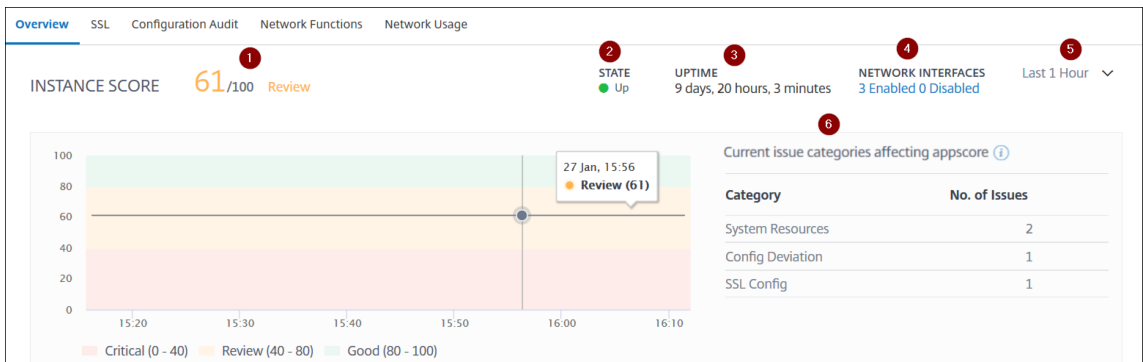 Overview SSL Configuration Audit Network Functions Network Usage
1 2 3 4 5
INSTANCE SCORE 61/100 Review STATE UPTIME NETWORK INTERFACES Last 1 Hour
Up 9 days, 20 hours, 3 minutes 3 Enabled 0 Disabled
6
Current issue categories affecting appscore i
100
27 Jan, 15:56
Review (61)
80
60
40
20
0
15:20 15:30 15:40 15:50 16:00 16:10
Critical (0 - 40) Review (40 - 80) Good (80 - 100)
Category No. of Issues
System Resources 2
Config Deviation 1
SSL Config 1